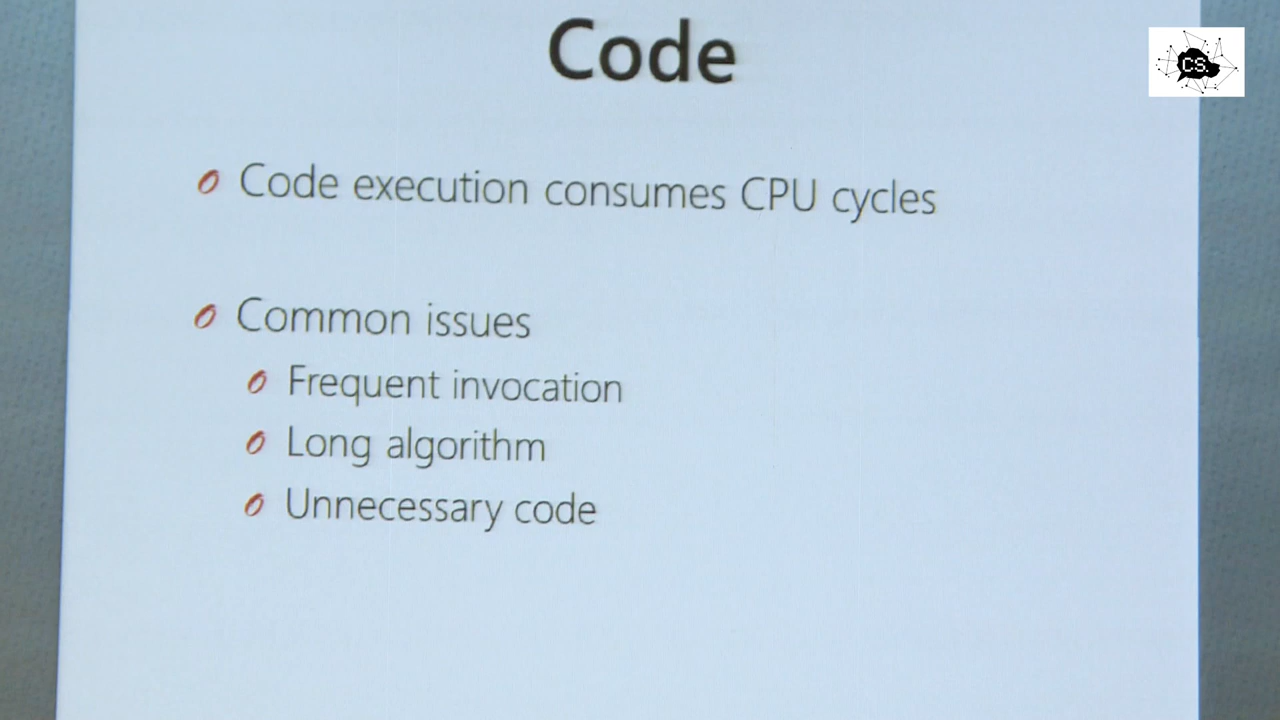 Code
CS.
Code execution consumes CPU cycles
Common issues
Frequent invocation
Long algorithm
Unnecessary code